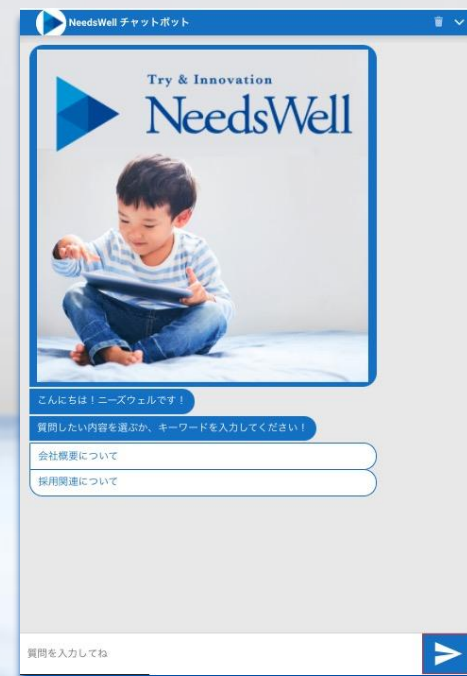 NeedsWell チャットボット
Try & Innovation
NeedsWell
こんにちは！ニーズウェルです！
質問したい内容を選ぶか、キーワードを入力してください！
会社概要について
採用関連について
質問を入力してね